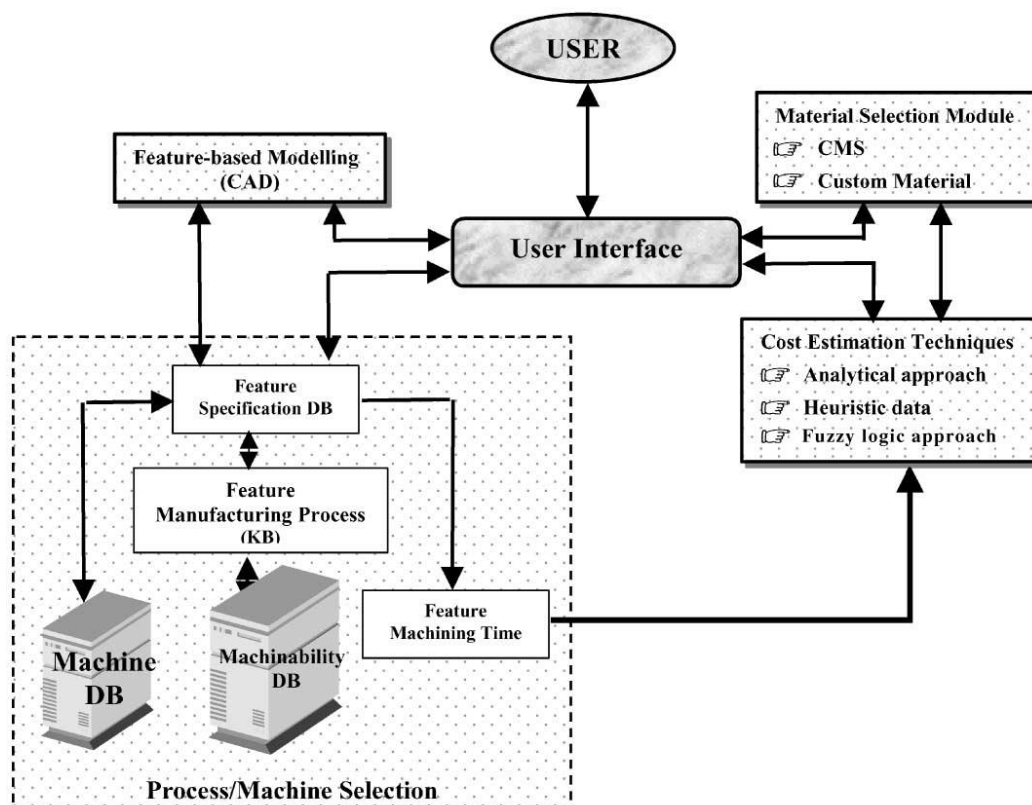 USER
Material Selection Module
CMS
Custom Material
Feature-based Modelling
(CAD)
User Interface
Cost Estimation Techniques
Analytical approach
Heuristic data
Fuzzy logic approach
Feature
Specification DB
Feature
Manufacturing Process
(KB)
Feature
Machining Time
Machine
DB
Machinability
DB
Process/Machine Selection